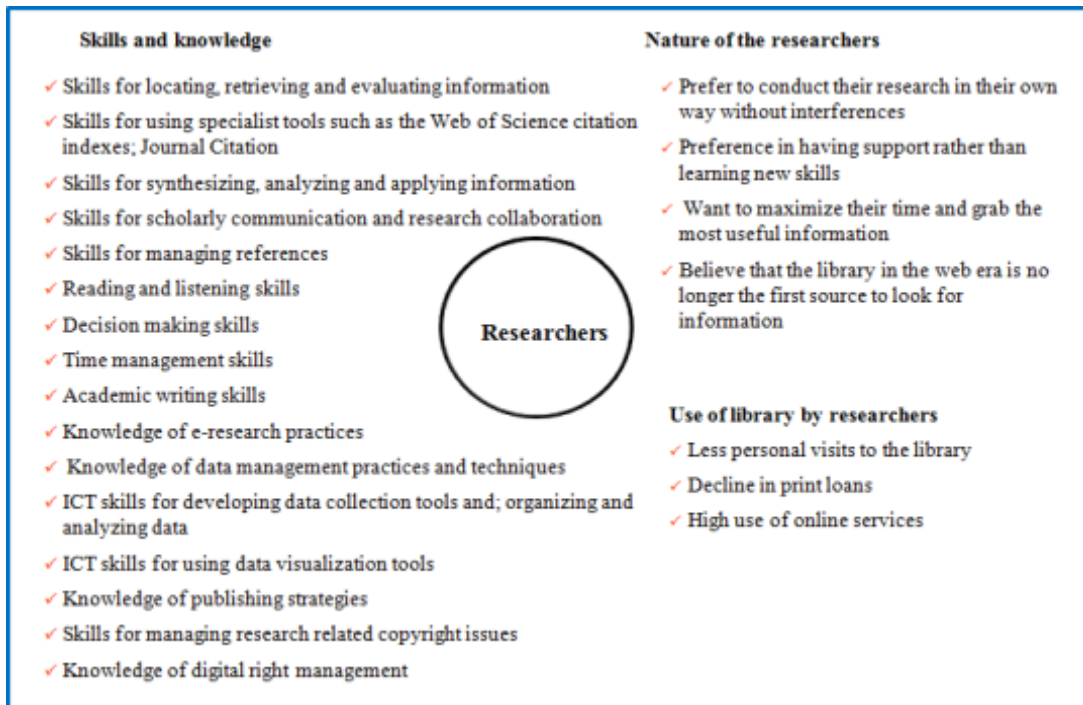 Skills and knowledge
✓ Skills for locating, retrieving and evaluating information
✓ Skills for using specialist tools such as the Web of Science citation
indexes; Journal Citation
✓ Skills for synthesizing, analyzing and applying information
✓ Skills for scholarly communication and research collaboration
✓ Skills for managing references
✓ Reading and listening skills
✓ Decision making skills
✓ Time management skills
✓ Academic writing skills
✓ Knowledge of e-research practices
✓ Knowledge of data management practices and techniques
✓ ICT skills for developing data collection tools and; organizing and
analyzing data
✓ ICT skills for using data visualization tools
✓ Knowledge of publishing strategies
✓ Skills for managing research related copyright issues
✓ Knowledge of digital right management
Researchers
Nature of the researchers
✓ Prefer to conduct their research in their own
way without interferences
✓ Preference in having support rather than
learning new skills
✓ Want to maximize their time and grab the
most useful information
✓ Believe that the library in the web era is no
longer the first source to look for
information
Use of library by researchers
✓ Less personal visits to the library
✓ Decline in print loans
✓ High use of online services